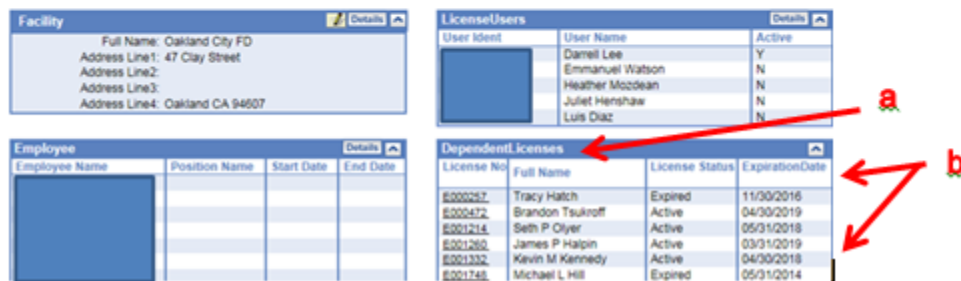 Facility Details
Full Name: Oakland City FD
Address Line1: 47 Clay Street
Address Line2:
Address Line3:
Address Line4: Oakland CA 94607
LicenseUsers Details
User Ident User Name Active
Darrell Lee Y
Emmanuel Watson N
Heather Mozdean N
Juliet Henshaw N
Luis Diaz N
a
Employee Details
Employee Name Position Name Start Date End Date
DependentLicenses
License No Full Name License Status ExpirationDate
b
E000257 Tracy Hatch Expired 11/30/2016
E000472 Brandon Tsukroff Active 04/30/2019
E001214 Seth P Olyer Active 05/31/2018
E001260 James P Halpin Active 03/31/2019
E001332 Kevin M Kennedy Active 04/30/2018
E001748 Michael L Hill Expired 05/31/2014